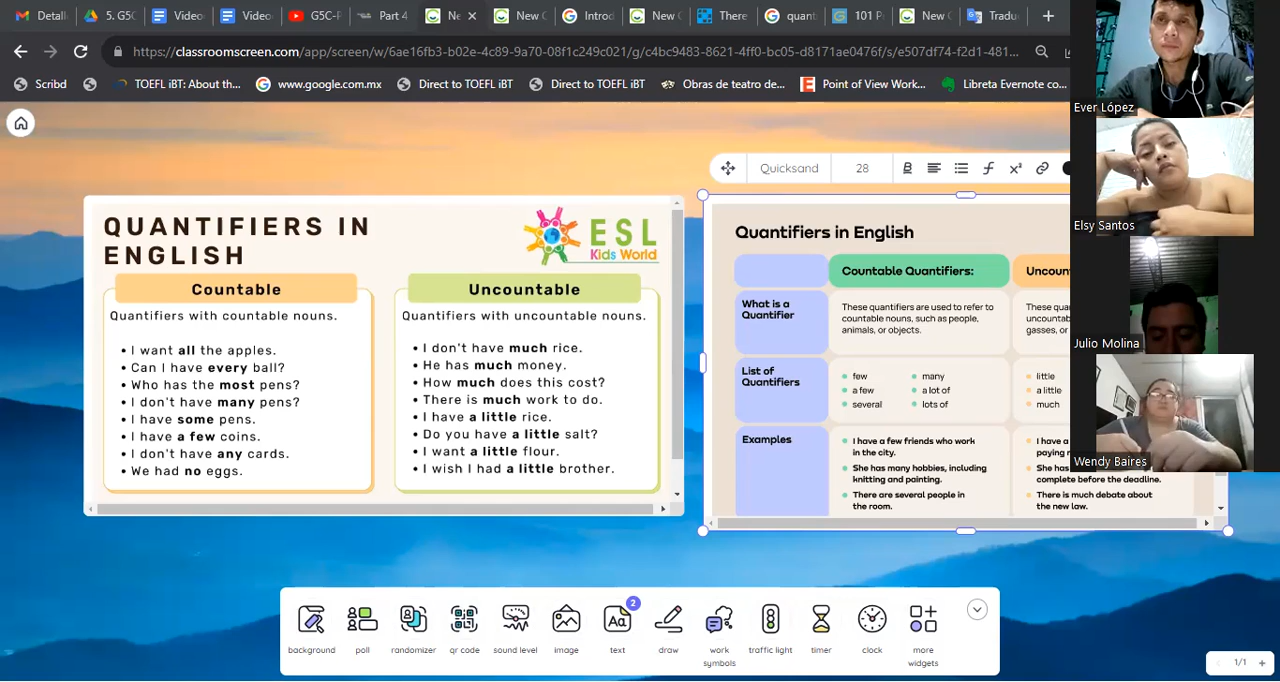 Detall
5. G5C
Video
Video
G5C-P
Part 4
Ne
New C
Introd
New C
There
quant
101 P
New C
Tradu
https://classroomscreen.com/app/screen/w/6ae16fb3-b02e-4c89-9a70-08f1c249c021/g/c4bc9483-8621-4ff0-bc05-d8171ae0476f/s/e507df74-f2d1-481...
Scribd
TOEFL iBT: About th...
www.google.com.mx
Direct to TOEFL iBT
Direct to TOEFL iBT
Obras de teatro de...
Point of View Work...
Libreta Evernote co...
Quicksand
28
QUANTIFIERS IN
ENGLISH
ESL
Kids World
Countable
Quantifiers with countable nouns.
• I want all the apples.
• Can I have every ball?
• Who has the most pens?
• I don't have many pens?
• I have some pens.
• I have a few coins.
• I don't have any cards.
• We had no eggs.
Uncountable
Quantifiers with uncountable nouns.
• I don't have much rice.
• He has much money.
• How much does this cost?
• There is much work to do.
• I have a little rice.
• Do you have a little salt?
• I want a little flour.
• I wish I had a little brother.
Quantifiers in English
Countable Quantifiers:
What is a
Quantifier
These quantifiers are used to refer to
countable nouns, such as people,
animals, or objects.
These qua
uncountab
gasses, or
List of
Quantifiers
few
a few
several
many
a lot of
lots of
little
a little
much
Examples
I have a few friends who work
in the city.
She has many hobbies, including
knitting and painting.
There are several people in
the room.
I have a
paying
She has
complete before the deadline.
There is much debate about
the new law.
Ever López
Elsy Santos
Julio Molina
Wendy Baires
background
poll
randomizer
qr code
sound level
image
2
text
draw
work
symbols
traffic light
timer
clock
more
widgets
1/1